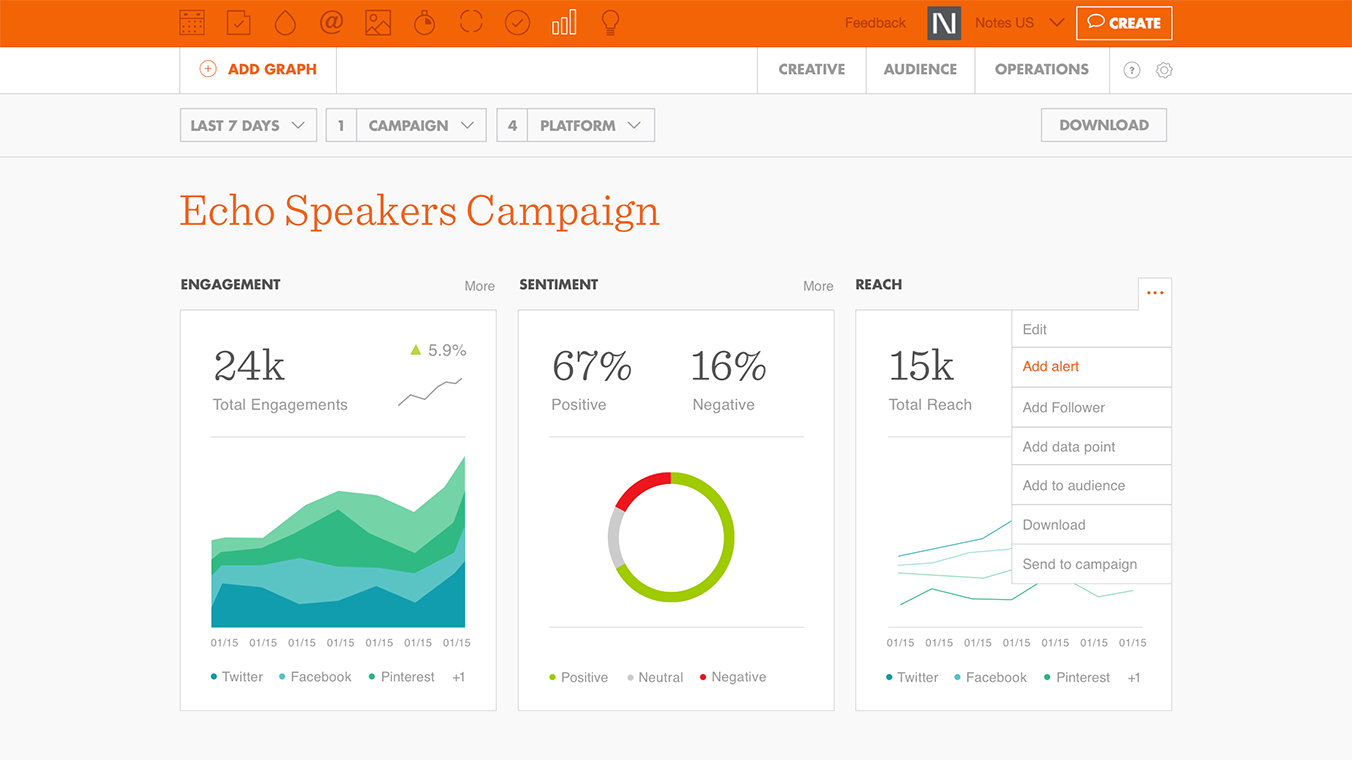 @
Feedback N Notes US CREATE
+ ADD GRAPH CREATIVE AUDIENCE OPERATIONS ?
LAST 7 DAYS 1 CAMPAIGN 4 PLATFORM DOWNLOAD
Echo Speakers Campaign
ENGAGEMENT More
24k
5.9%
Total Engagements
01/15 01/15 01/15 01/15 01/15 01/15 01/15
Twitter Facebook Pinterest +1
SENTIMENT More
67% 16%
Positive Negative
Positive Neutral Negative
REACH ...
15k
Total Reach
Edit
Add alert
Add Follower
Add data point
Add to audience
Download
Send to campaign
01/15 01/15 01/15 01/15 01/15 01/15 01/15
Twitter Facebook Pinterest +1